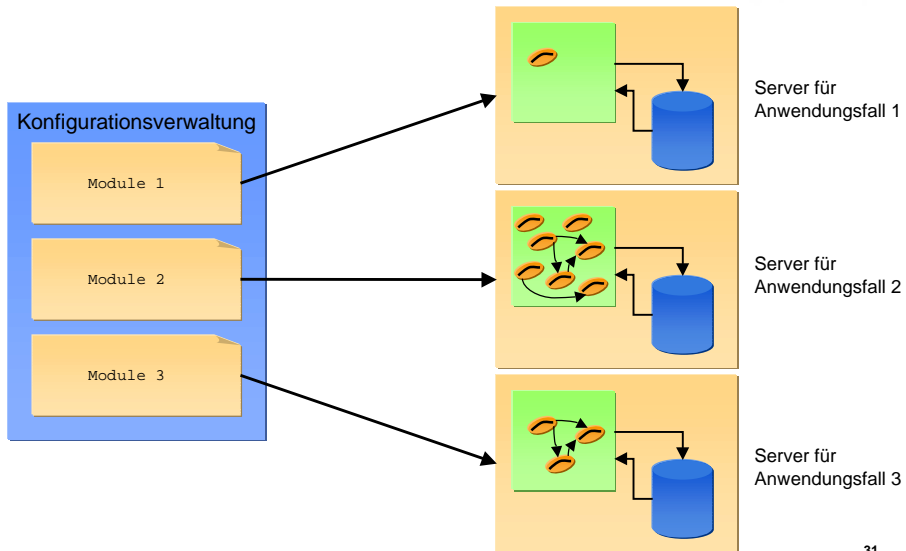 Konfigurationsverwaltung
Module 1
Module 2
Module 3
Server für
Anwendungsfall 1
Server für
Anwendungsfall 2
Server für
Anwendungsfall 3
31